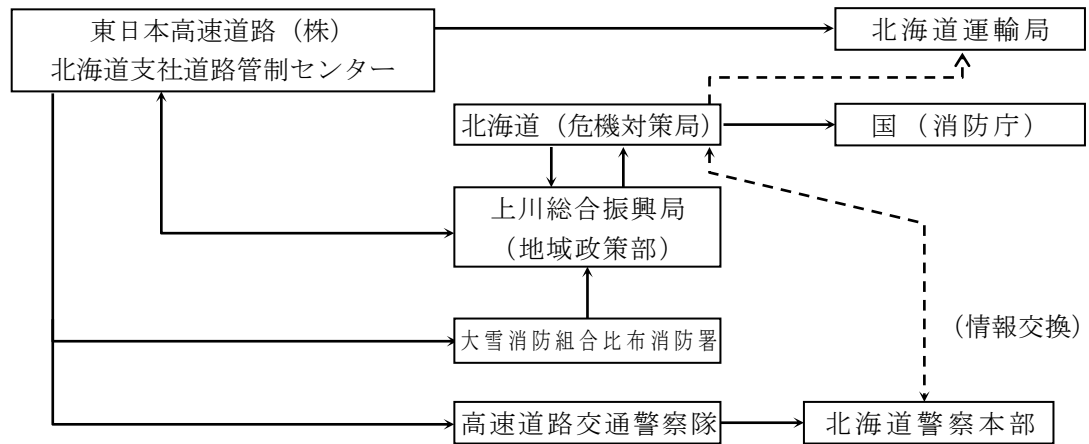 東日本高速道路（株）
北海道支社道路管制センター
北海道運輸局
北海道（危機対策局）
国（消防庁）
上川総合振興局
（地域政策部）
大雪消防組合比布消防署
（情報交換）
高速道路交通警察隊
北海道警察本部